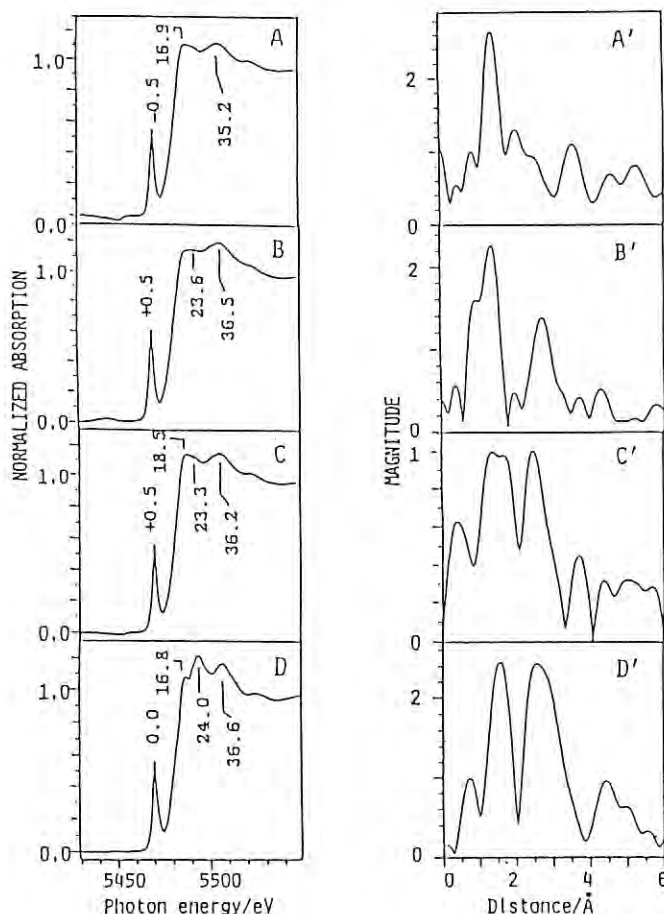 A
16.9
-0.5
35.2
1.0
0.0
A'
2
0
B
+0.5
23.6
36.5
1.0
0.0
B'
2
0
NORMALIZED ABSORPTION
MAGNITUDE
C
18.5
+0.5
23.3
36.2
1.0
0.0
C'
1
0
D
16.8
0.0
24.0
36.6
1.0
0.0
D'
2
0
5450 5500
Photon energy/eV
0 2 4 6
Distance/Å